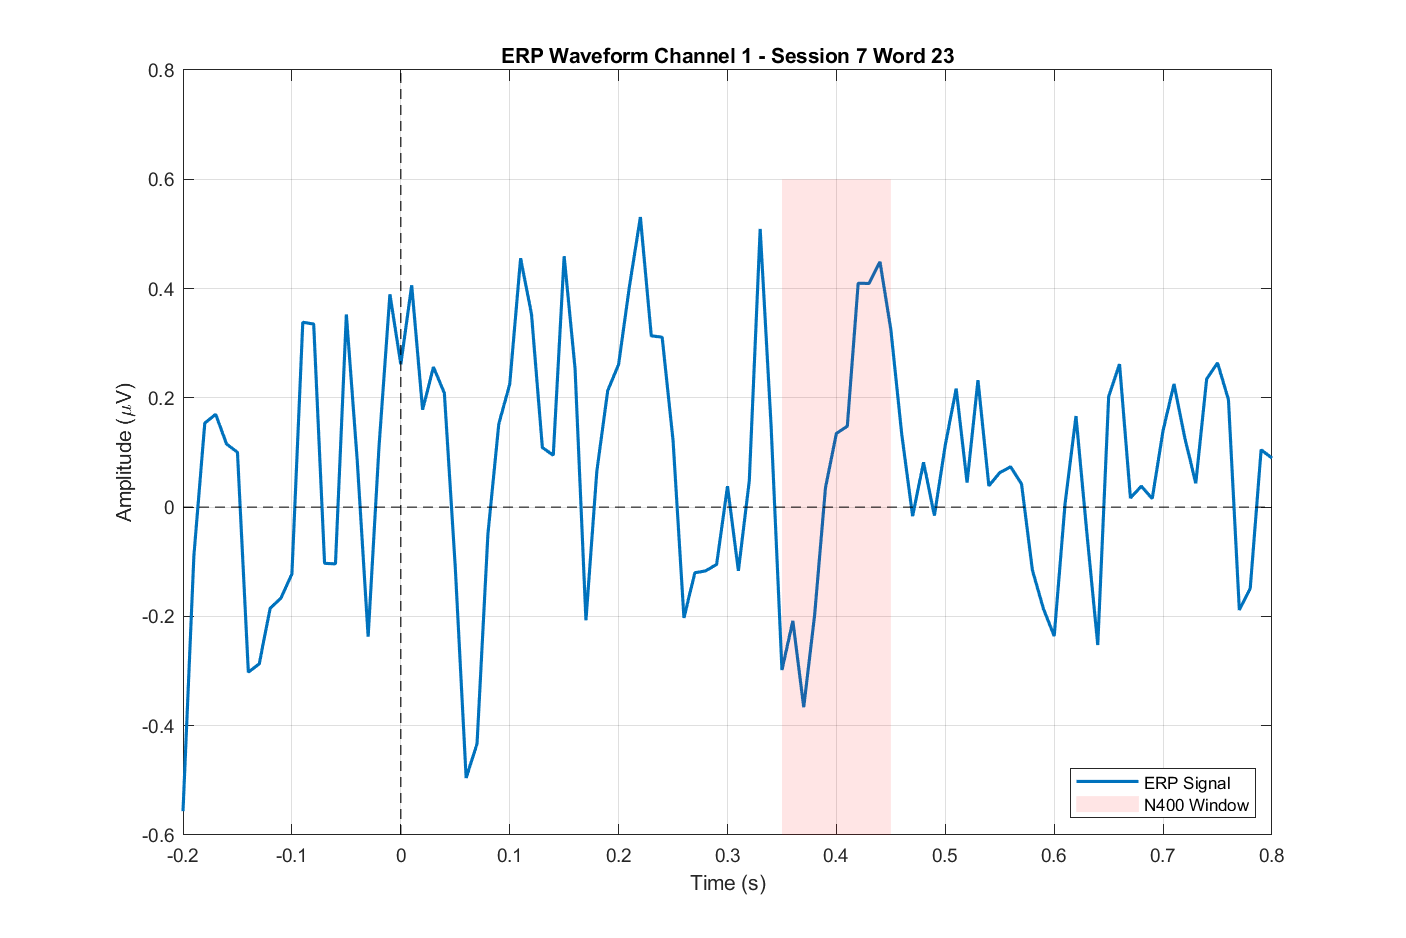 ERP Waveform Channel 1 - Session 7 Word 23
0.8
0.6
0.4
0.2
0
-0.2
-0.4
-0.6
Amplitude (μV)
-0.2 -0.1 0 0.1 0.2 0.3 0.4 0.5 0.6 0.7 0.8
Time (s)
ERP Signal
N400 Window